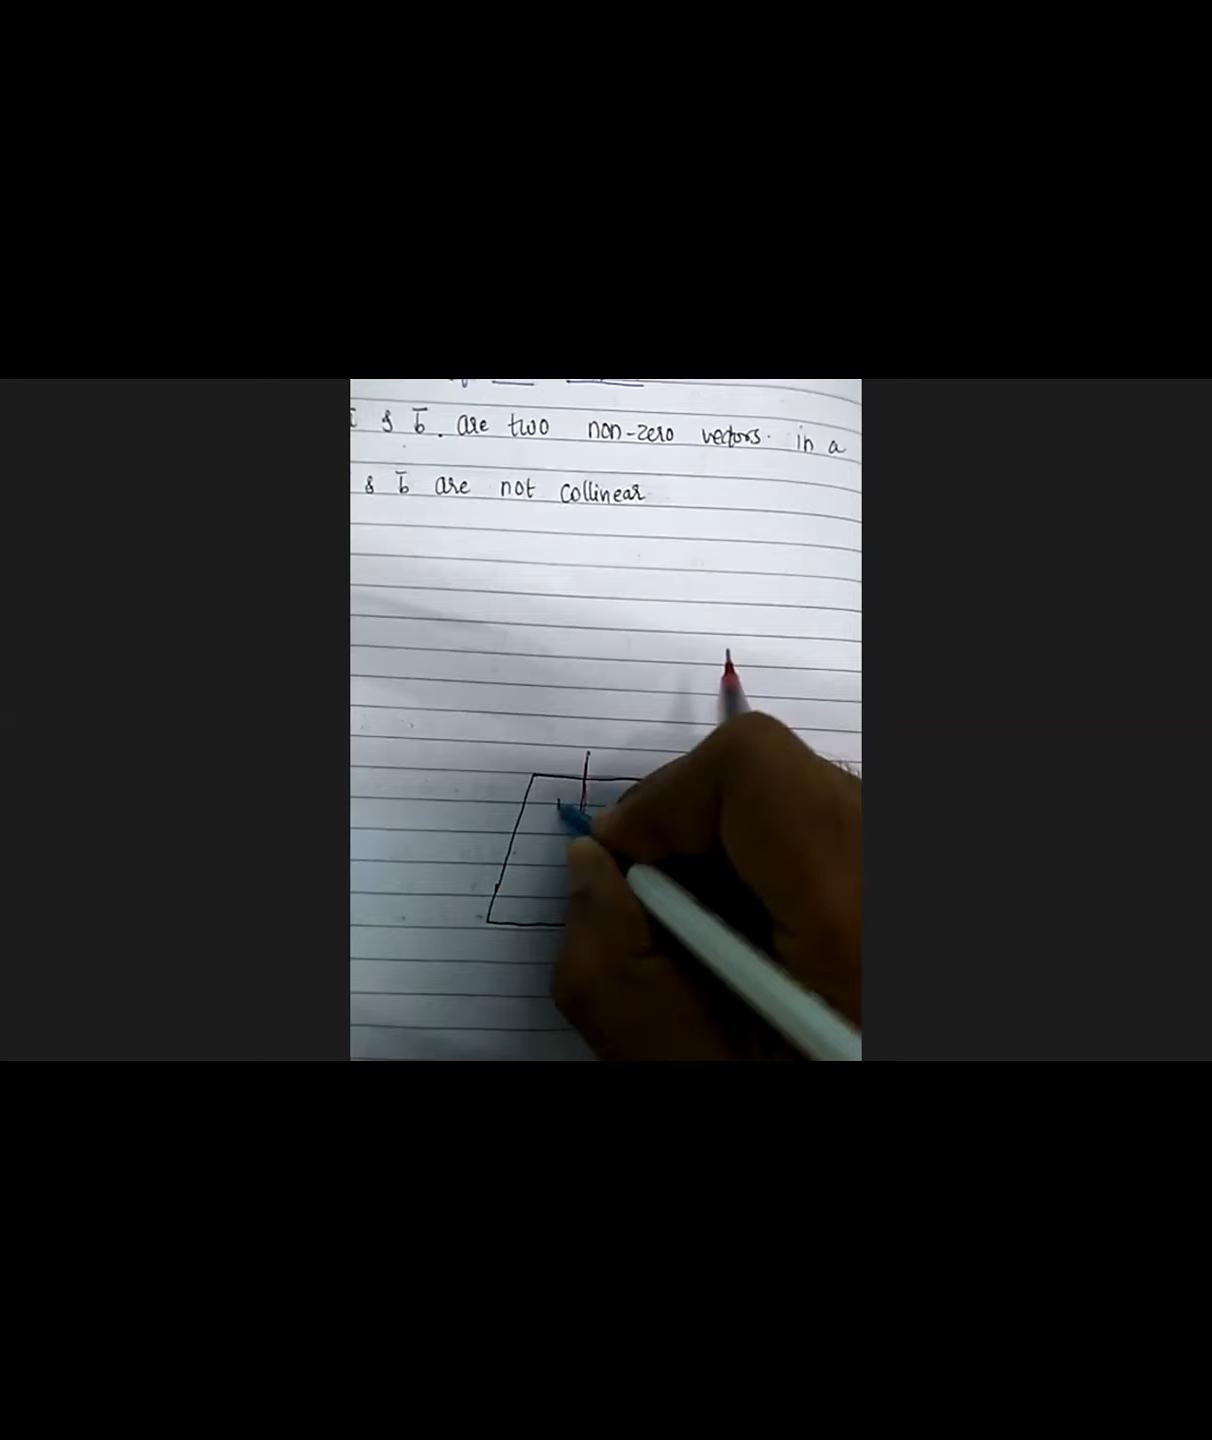 & b̅. are two non-zero vectors. in a
& b̅ are not collinear